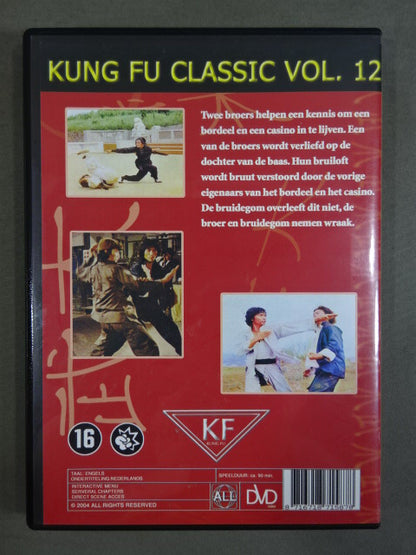 KUNG FU CLASSIC VOL. 12
Twee broers helpen een kennis om een
bordeel en een casino in te lijven. Een
van de broers wordt verliefd op de
dochter van de baas. Hun bruiloft
wordt bruut verstoord door de vorige
eigenaars van het bordeel en het casino.
De bruidegom overleeft dit niet, de
broer en bruidegom nemen wraak.
16
KF
KUNG FU
TAAL: ENGELS
ONDERTITELING NEDERLANDS
INTERACTIVE MENU
SERVERAL CHAPTERS
DIRECT SCENE ACCES
© 2004 ALL RIGHTS RESERVED
SPEELDUUR: ca. 90 min.
ALL
DVD
VIDEO